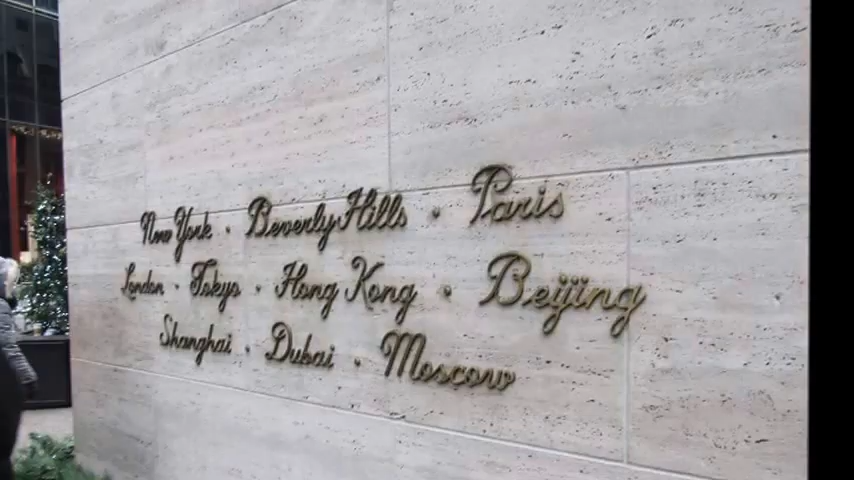 New York · Beverly Hills · Paris
London · Tokyo · Hong Kong · Beijing
Shanghai · Dubai · Moscow